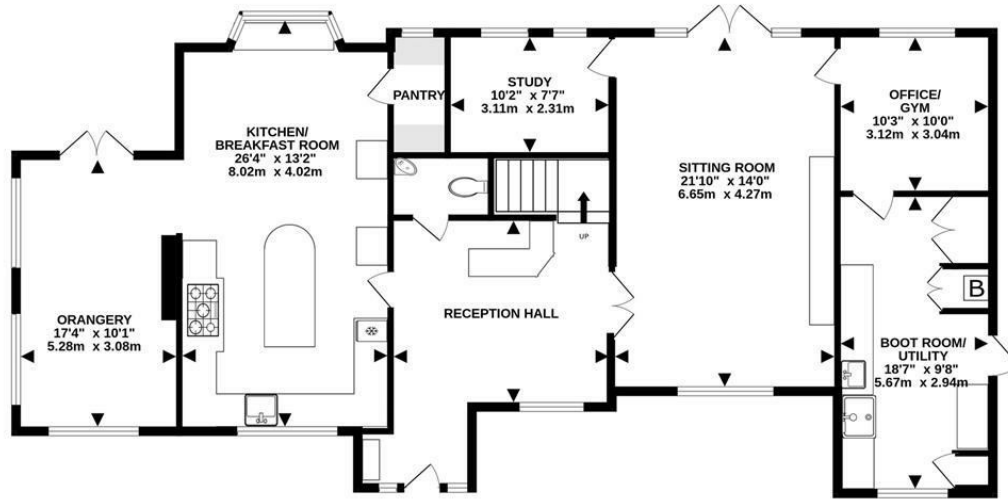 PANTRY
STUDY
10'2" x 7'7"
3.11m x 2.31m
OFFICE/
GYM
10'3" x 10'0"
3.12m x 3.04m
KITCHEN/
BREAKFAST ROOM
26'4" x 13'2"
8.02m x 4.02m
SITTING ROOM
21'10" x 14'0"
6.65m x 4.27m
UP
ORANGERY
17'4" x 10'1"
5.28m x 3.08m
RECEPTION HALL
B
BOOT ROOM/
UTILITY
18'7" x 9'8"
5.67m x 2.94m